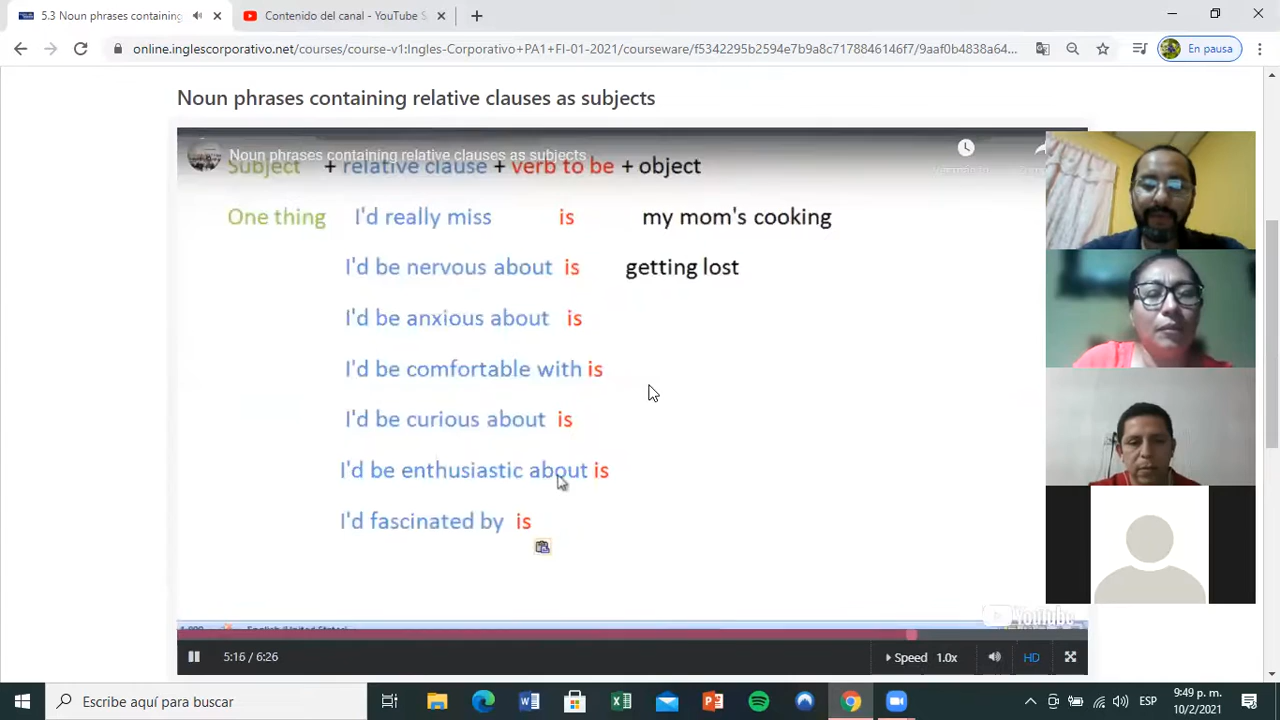 5.3 Noun phrases containing
Contenido del canal - YouTube S
online.inglescorporativo.net/courses/course-v1:Ingles-Corporativo+PA1+FI-01-2021/courseware/f5342295b2594e7b9a8c7178846146f7/9aaf0b4838a64...
En pausa
Noun phrases containing relative clauses as subjects
Noun phrases containing relative clauses as subjects
Subject + relative clause + verb to be + object
One thing I'd really miss is my mom's cooking
I'd be nervous about is getting lost
I'd be anxious about is
I'd be comfortable with is
I'd be curious about is
I'd be enthusiastic about is
I'd fascinated by is
YouTube
English (United States)
5:16 / 6:26
Speed 1.0x
HD
Escribe aquí para buscar
ESP
9:49 p. m.
10/2/2021